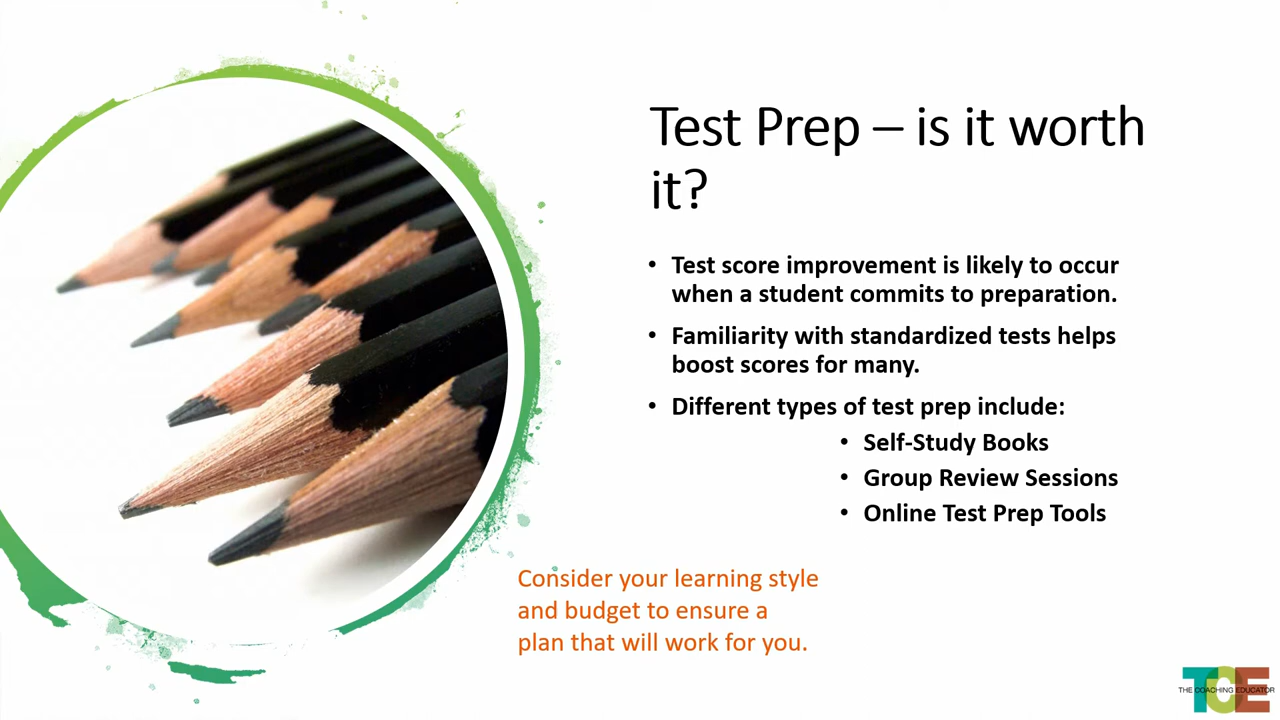 Test Prep – is it worth
it?
• Test score improvement is likely to occur
when a student commits to preparation.
• Familiarity with standardized tests helps
boost scores for many.
• Different types of test prep include:
• Self-Study Books
• Group Review Sessions
• Online Test Prep Tools
Consider your learning style
and budget to ensure a
plan that will work for you.
TCE
THE COACHING EDUCATOR